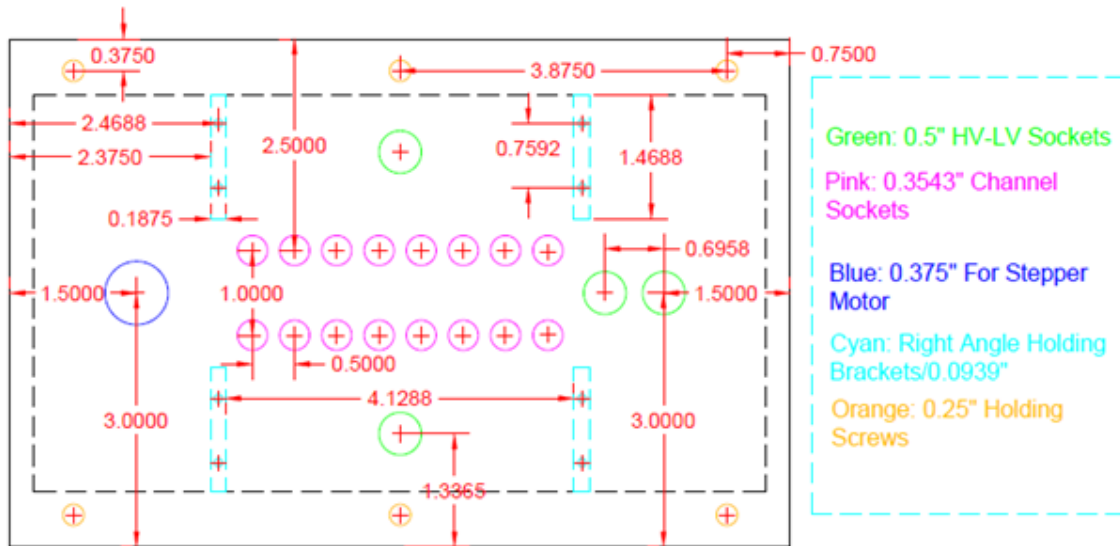 0.3750
3.8750
0.7500
2.4688
2.5000
0.7592
1.4688
2.3750
0.1875
0.6958
1.5000
1.0000
1.5000
0.5000
4.1288
3.0000
3.0000
1.3365
Green: 0.5" HV-LV Sockets
Pink: 0.3543" Channel
Sockets
Blue: 0.375" For Stepper
Motor
Cyan: Right Angle Holding
Brackets/0.0939"
Orange: 0.25" Holding
Screws